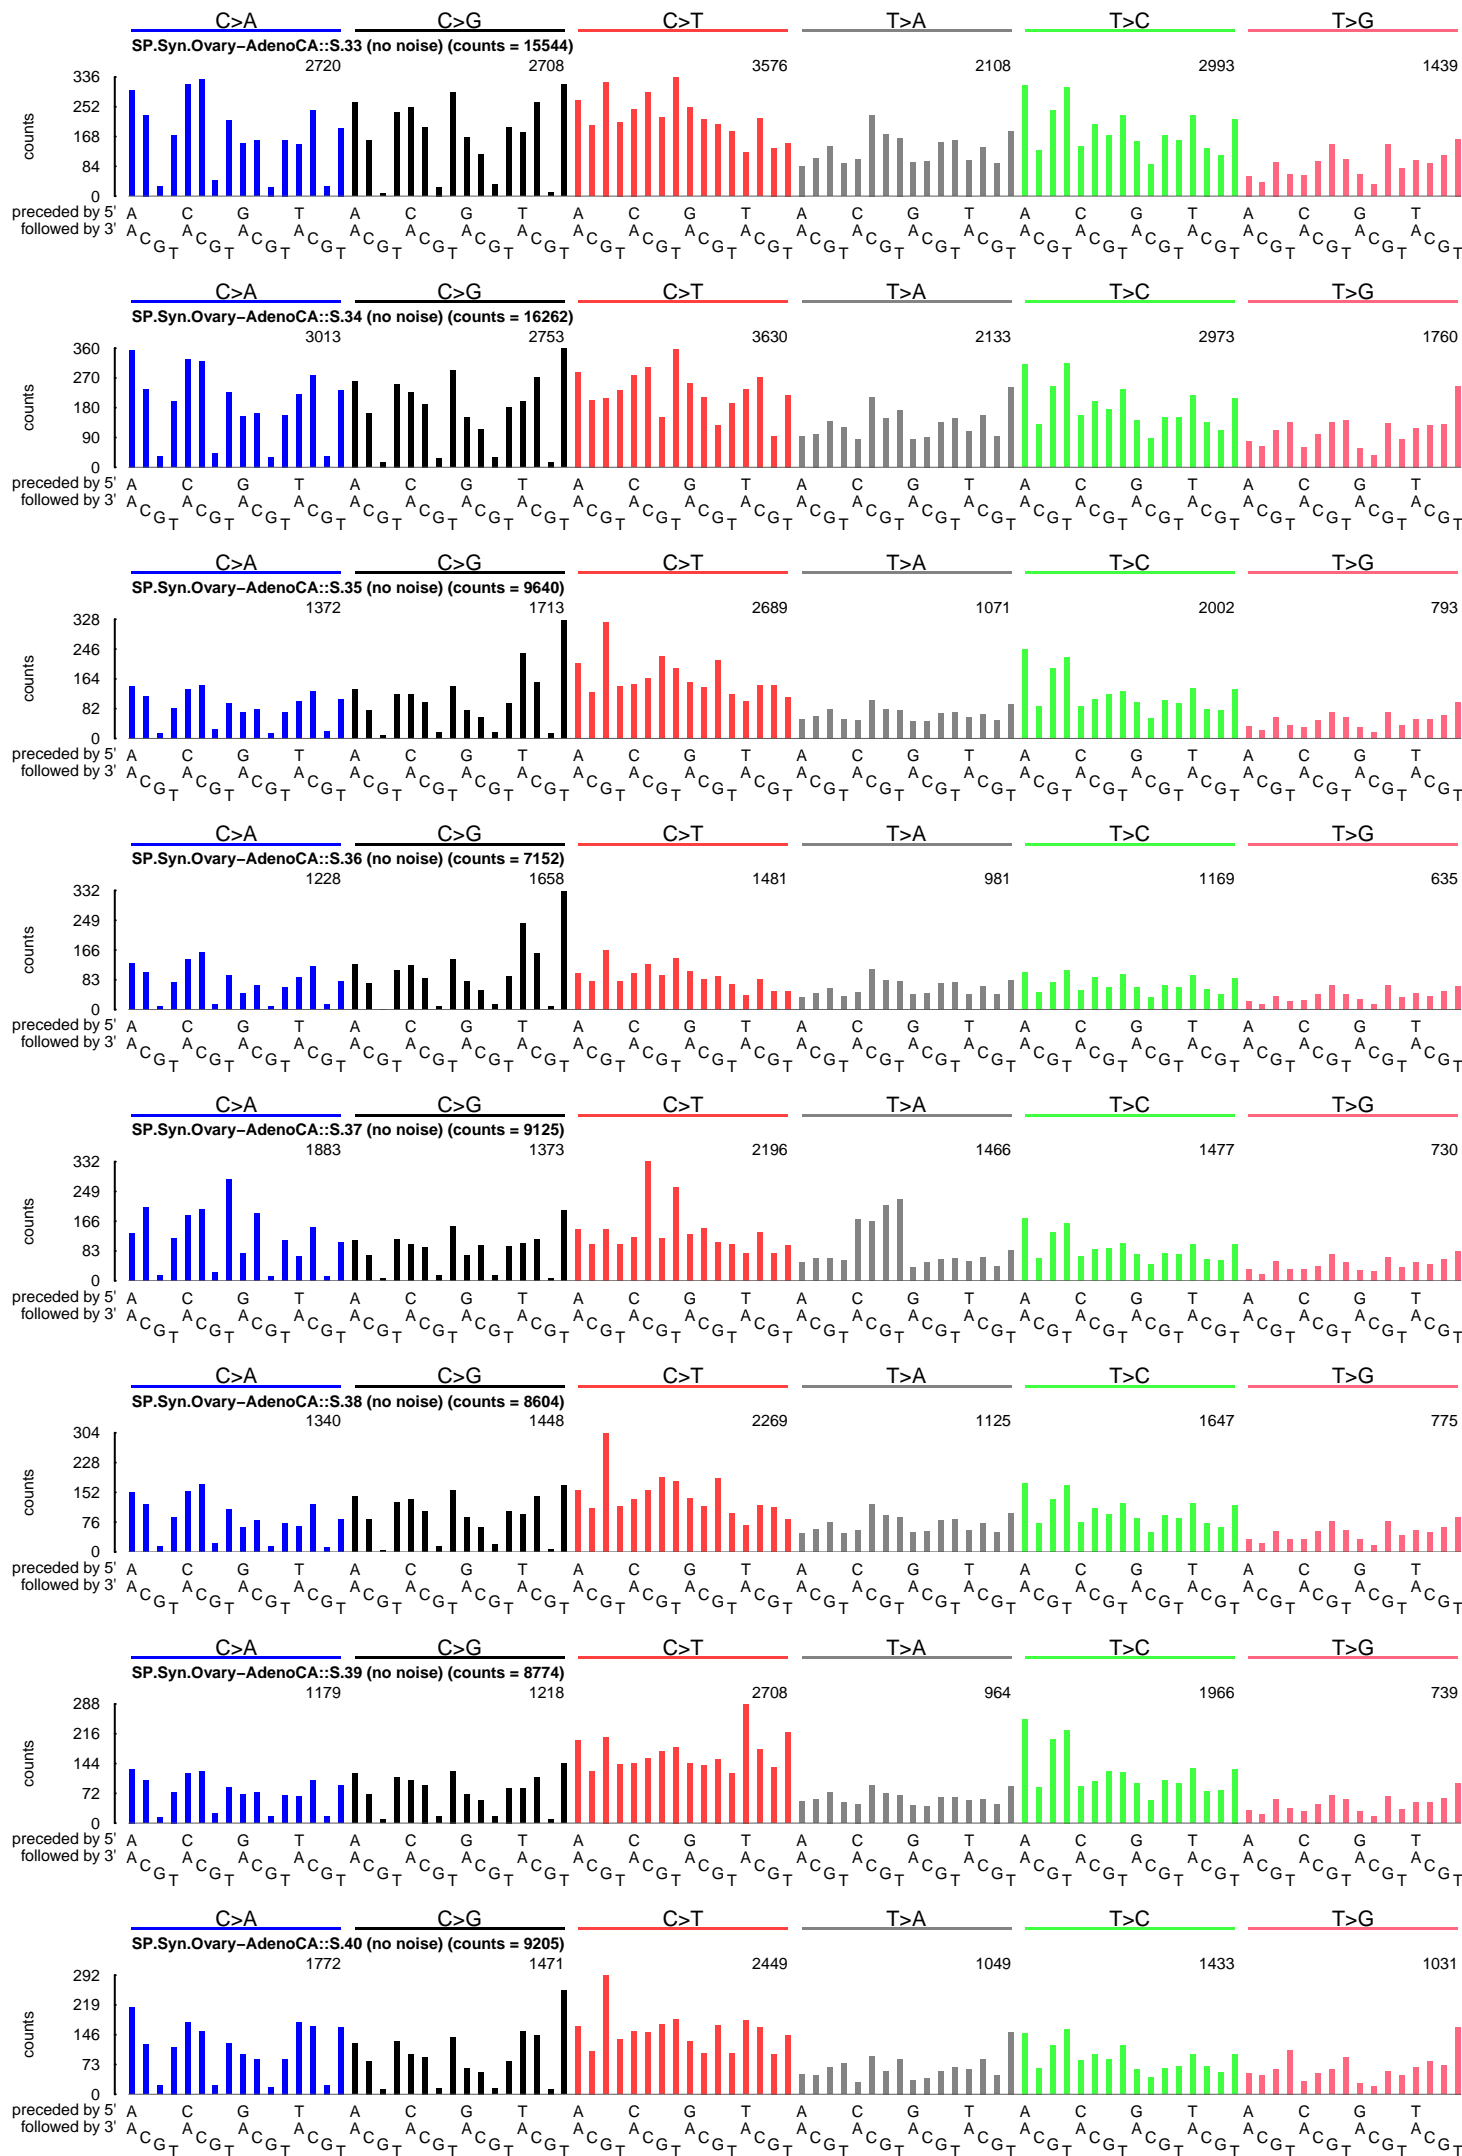 C>A C>G C>T T>A T>C T>G
SP.Syn.Ovary−AdenoCA::S.33 (no noise) (counts = 15544)
2720 2708 3576 2108 2993 1439
336
252
168
84
0
counts
preceded by 5' A C G T A C G T A C G T A C G T A C G T A C G T
followed by 3' A C G T A C G T A C G T A C G T A C G T A C G T A C G T A C G T A C G T A C G T A C G T A C G T A C G T A C G T A C G T A C G T A C G T A C G T A C G T A C G T A C G T A C G T A C G T A C G T
C>A C>G C>T T>A T>C T>G
SP.Syn.Ovary−AdenoCA::S.34 (no noise) (counts = 16262)
3013 2753 3630 2133 2973 1760
360
270
180
90
0
counts
preceded by 5' A C G T A C G T A C G T A C G T A C G T A C G T
followed by 3' A C G T A C G T A C G T A C G T A C G T A C G T A C G T A C G T A C G T A C G T A C G T A C G T A C G T A C G T A C G T A C G T A C G T A C G T A C G T A C G T A C G T A C G T A C G T A C G T
C>A C>G C>T T>A T>C T>G
SP.Syn.Ovary−AdenoCA::S.35 (no noise) (counts = 9640)
1372 1713 2689 1071 2002 793
328
246
164
82
0
counts
preceded by 5' A C G T A C G T A C G T A C G T A C G T A C G T
followed by 3' A C G T A C G T A C G T A C G T A C G T A C G T A C G T A C G T A C G T A C G T A C G T A C G T A C G T A C G T A C G T A C G T A C G T A C G T A C G T A C G T A C G T A C G T A C G T A C G T
C>A C>G C>T T>A T>C T>G
SP.Syn.Ovary−AdenoCA::S.36 (no noise) (counts = 7152)
1228 1658 1481 981 1169 635
332
249
166
83
0
counts
preceded by 5' A C G T A C G T A C G T A C G T A C G T A C G T
followed by 3' A C G T A C G T A C G T A C G T A C G T A C G T A C G T A C G T A C G T A C G T A C G T A C G T A C G T A C G T A C G T A C G T A C G T A C G T A C G T A C G T A C G T A C G T A C G T A C G T
C>A C>G C>T T>A T>C T>G
SP.Syn.Ovary−AdenoCA::S.37 (no noise) (counts = 9125)
1883 1373 2196 1466 1477 730
332
249
166
83
0
counts
preceded by 5' A C G T A C G T A C G T A C G T A C G T A C G T
followed by 3' A C G T A C G T A C G T A C G T A C G T A C G T A C G T A C G T A C G T A C G T A C G T A C G T A C G T A C G T A C G T A C G T A C G T A C G T A C G T A C G T A C G T A C G T A C G T A C G T
C>A C>G C>T T>A T>C T>G
SP.Syn.Ovary−AdenoCA::S.38 (no noise) (counts = 8604)
1340 1448 2269 1125 1647 775
304
228
152
76
0
counts
preceded by 5' A C G T A C G T A C G T A C G T A C G T A C G T
followed by 3' A C G T A C G T A C G T A C G T A C G T A C G T A C G T A C G T A C G T A C G T A C G T A C G T A C G T A C G T A C G T A C G T A C G T A C G T A C G T A C G T A C G T A C G T A C G T A C G T
C>A C>G C>T T>A T>C T>G
SP.Syn.Ovary−AdenoCA::S.39 (no noise) (counts = 8774)
1179 1218 2708 964 1966 739
288
216
144
72
0
counts
preceded by 5' A C G T A C G T A C G T A C G T A C G T A C G T
followed by 3' A C G T A C G T A C G T A C G T A C G T A C G T A C G T A C G T A C G T A C G T A C G T A C G T A C G T A C G T A C G T A C G T A C G T A C G T A C G T A C G T A C G T A C G T A C G T A C G T
C>A C>G C>T T>A T>C T>G
SP.Syn.Ovary−AdenoCA::S.40 (no noise) (counts = 9205)
1772 1471 2449 1049 1433 1031
292
219
146
73
0
counts
preceded by 5' A C G T A C G T A C G T A C G T A C G T A C G T
followed by 3' A C G T A C G T A C G T A C G T A C G T A C G T A C G T A C G T A C G T A C G T A C G T A C G T A C G T A C G T A C G T A C G T A C G T A C G T A C G T A C G T A C G T A C G T A C G T A C G T